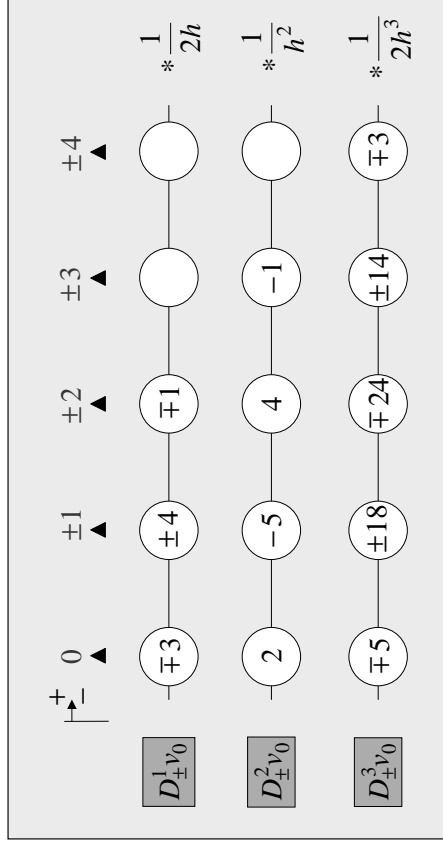 0 ±1 ±2 ±3 ±4
+
−
D¹±v₀ ∓3 ±4 ∓1 * 1/2h
D²±v₀ 2 −5 4 −1 * 1/h²
D³±v₀ ∓5 ±18 ∓24 ±14 ∓3 * 1/2h³